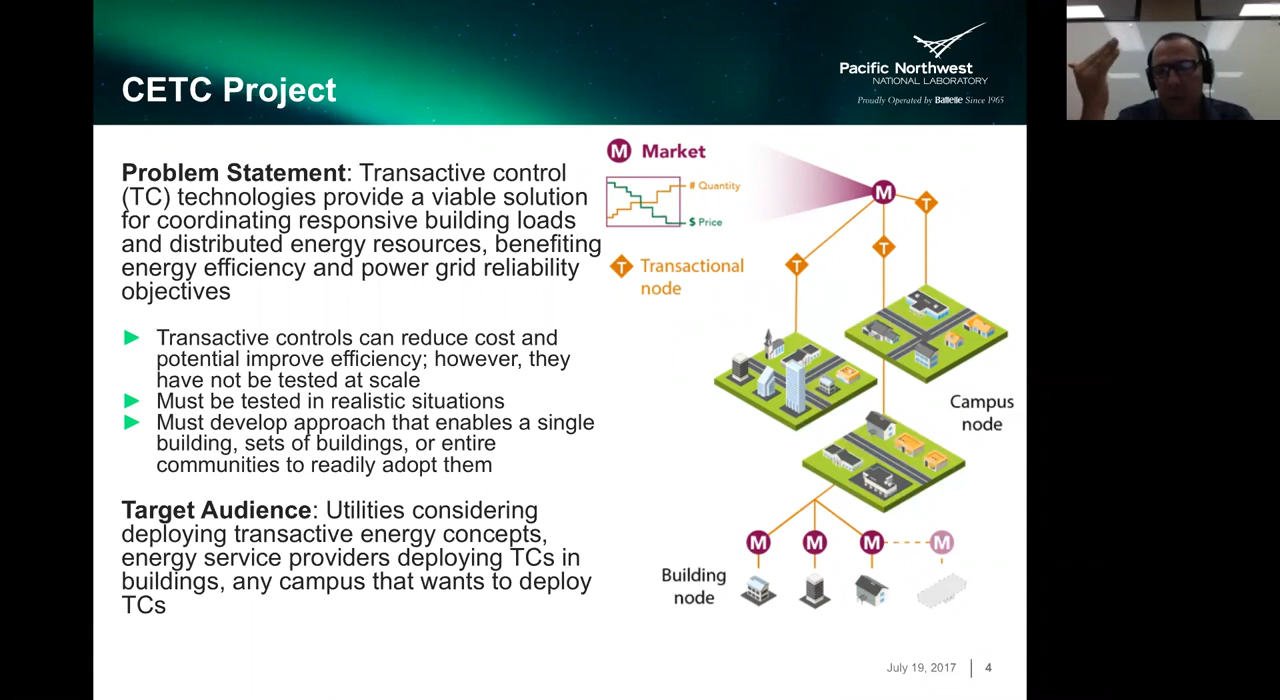 CETC Project
Pacific Northwest
NATIONAL LABORATORY
Proudly Operated by Battelle Since 1965
Problem Statement: Transactive control
(TC) technologies provide a viable solution
for coordinating responsive building loads
and distributed energy resources, benefiting
energy efficiency and power grid reliability
objectives
Transactive controls can reduce cost and
potential improve efficiency; however, they
have not be tested at scale
Must be tested in realistic situations
Must develop approach that enables a single
building, sets of buildings, or entire
communities to readily adopt them
Target Audience: Utilities considering
deploying transactive energy concepts,
energy service providers deploying TCs in
buildings, any campus that wants to deploy
TCs
M Market
# Quantity
$ Price
T Transactional
node
M
T
T
T
Campus
node
M M M M
Building
node
July 19, 2017 | 4